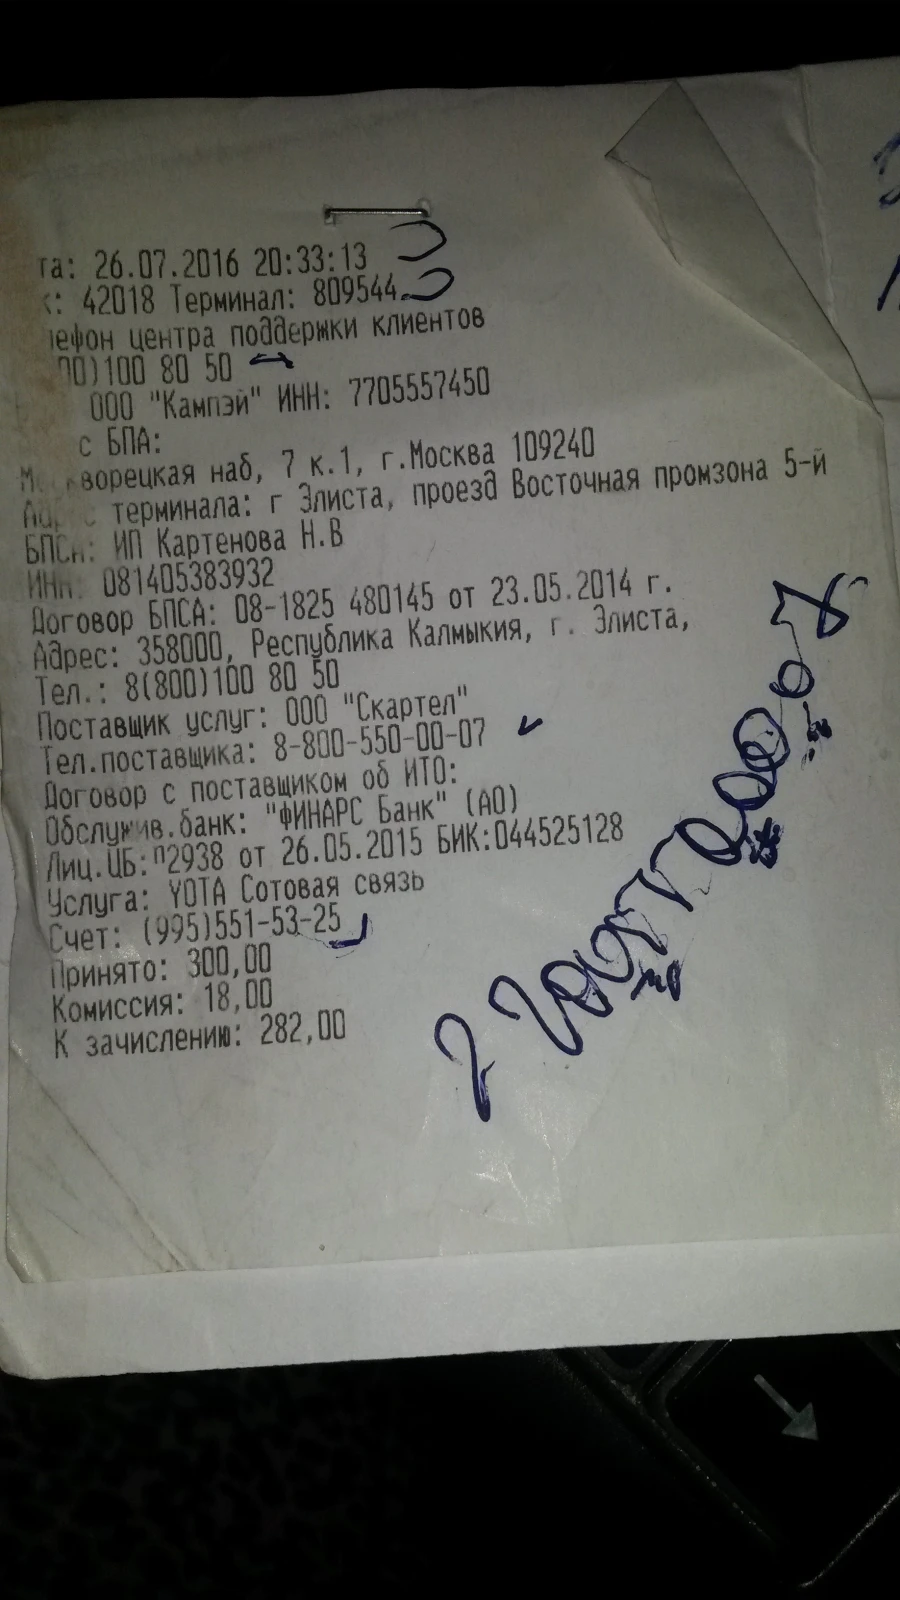 та: 26.07.2016 20:33:13
к: 42018 Терминал: 809544
лефон центра поддержки клиентов
00)100 80 50
ООО "Кампэй" ИНН: 7705557450
с БПА:
Москворецкая наб, 7 к.1, г.Москва 109240
Адрес терминала: г Элиста, проезд Восточная промзона 5-й
БПСА: ИП Картенова Н.В
ИНН: 081405383932
Договор БПСА: 08-1825 480145 от 23.05.2014 г.
Адрес: 358000, Республика Калмыкия, г. Элиста,
Тел.: 8(800)100 80 50
Поставщик услуг: ООО "Скартел"
Тел.поставщика: 8-800-550-00-07
Договор с поставщиком об ИТО:
Обслужив.банк: "ФИНАРС Банк" (АО)
Лиц.ЦБ:П2938 от 26.05.2015 БИК:044525128
Услуга: YOTA Сотовая связь
Счет: (995)551-53-25
Принято: 300,00
Комиссия: 18,00
К зачислению: 282,00